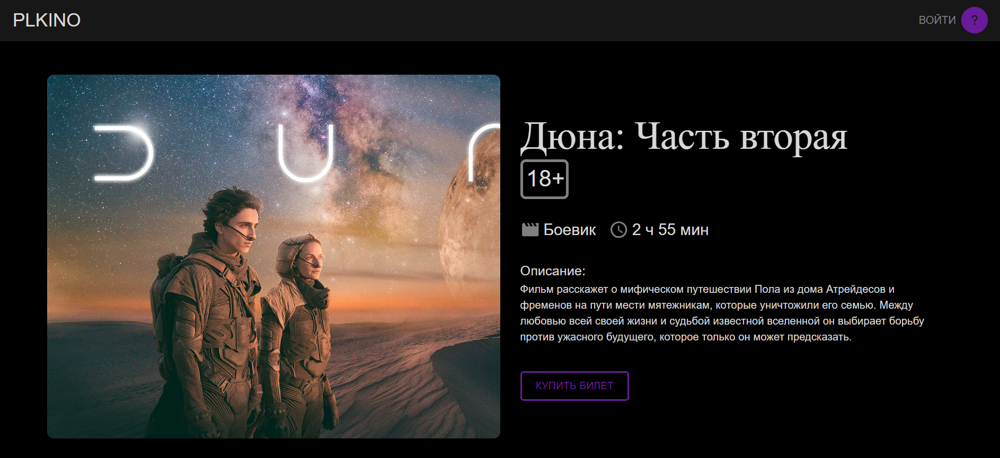 PLKINO
ВОЙТИ ?
DUN
Дюна: Часть вторая
18+
Боевик 2 ч 55 мин
Описание:
Фильм расскажет о мифическом путешествии Пола из дома Атрейдесов и
фременов на пути мести мятежникам, которые уничтожили его семью. Между
любовью всей своей жизни и судьбой известной вселенной он выбирает борьбу
против ужасного будущего, которое только он может предсказать.
КУПИТЬ БИЛЕТ